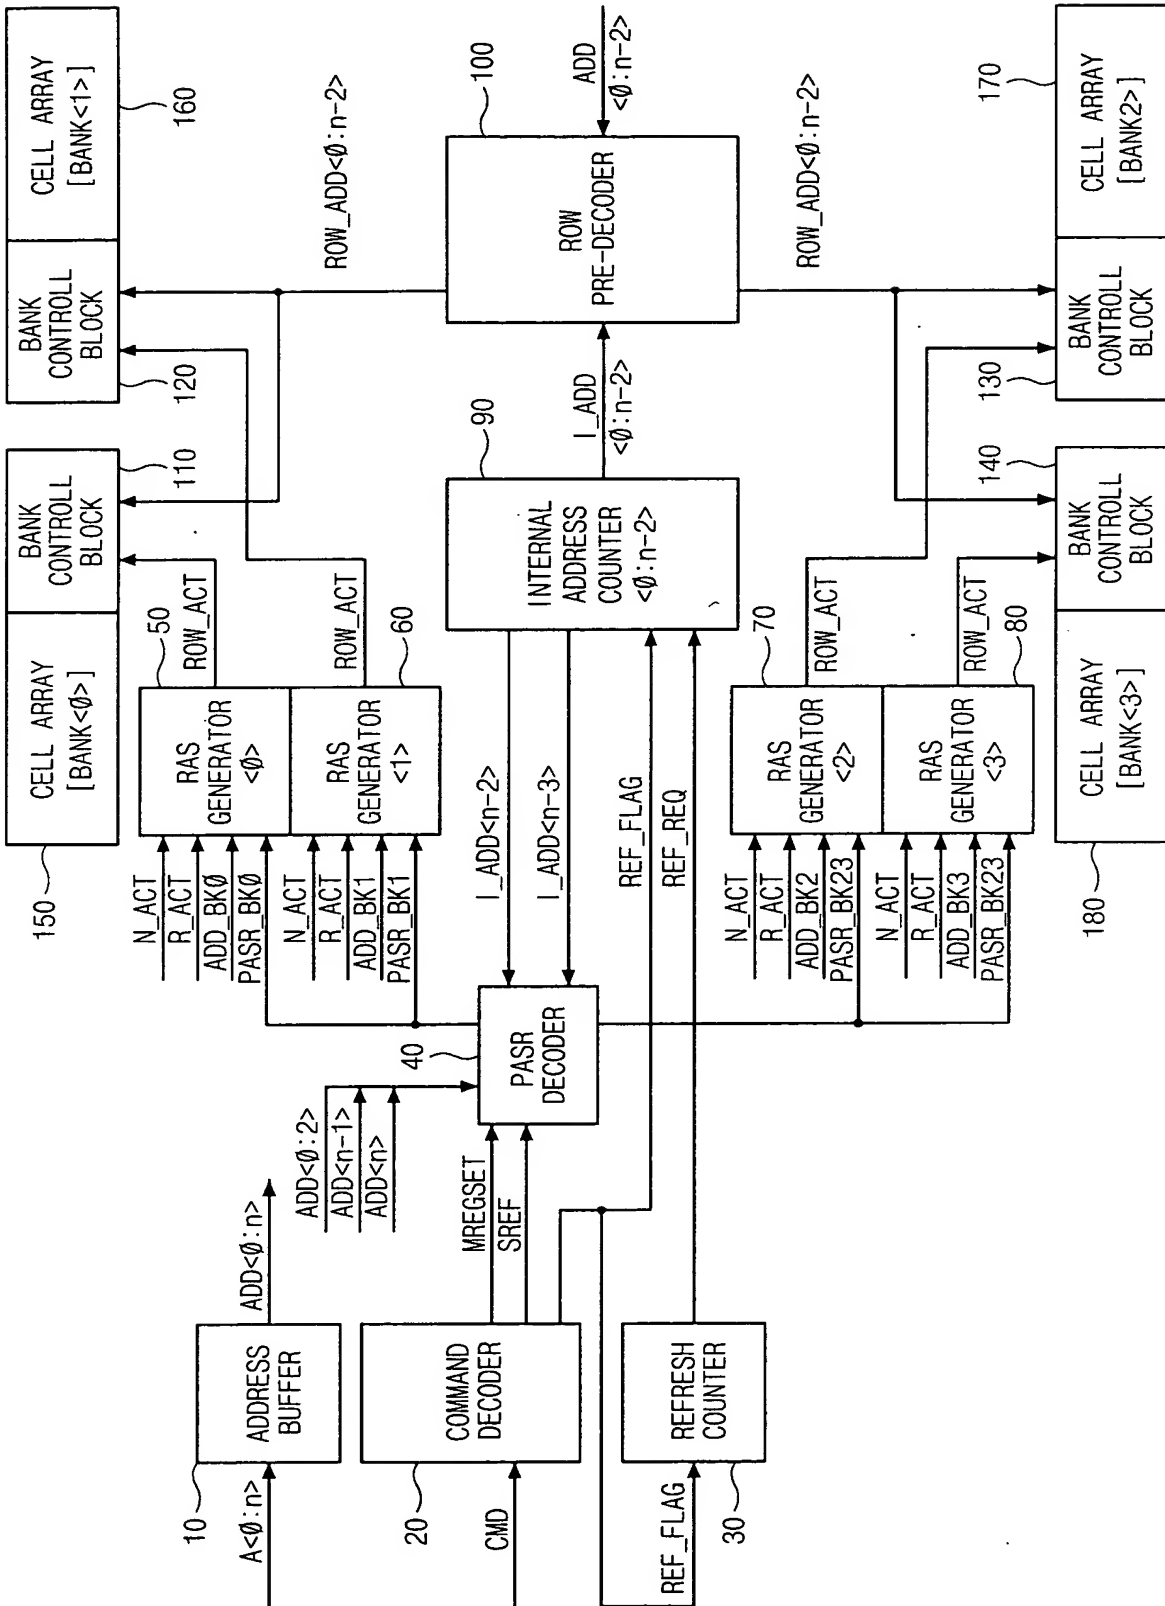 A<0:n>
10
ADDRESS
BUFFER
ADD<0:n>
CMD
20
COMMAND
DECODER
MREGSET
SREF
REF_FLAG
30
REFRESH
COUNTER
ADD<0:2>
ADD<n-1>
ADD<n>
40
PASR
DECODER
I_ADD<n-2>
I_ADD<n-3>
REF_FLAG
REF_REQ
150
CELL ARRAY
[BANK<0>]
BANK
CONTROLL
BLOCK
110
N_ACT
R_ACT
ADD_BK0
PASR_BK0
RAS
GENERATOR
<0>
50
ROW_ACT
N_ACT
R_ACT
ADD_BK1
PASR_BK1
RAS
GENERATOR
<1>
60
ROW_ACT
BANK
CONTROLL
BLOCK
120
CELL ARRAY
[BANK<1>]
160
ROW_ADD<0:n-2>
INTERNAL
ADDRESS
COUNTER
<0:n-2>
90
I_ADD
<0:n-2>
ROW
PRE-DECODER
100
ADD
<0:n-2>
ROW_ADD<0:n-2>
N_ACT
R_ACT
ADD_BK2
PASR_BK23
RAS
GENERATOR
<2>
70
ROW_ACT
N_ACT
R_ACT
ADD_BK3
PASR_BK23
RAS
GENERATOR
<3>
80
ROW_ACT
180
CELL ARRAY
[BANK<3>]
BANK
CONTROLL
BLOCK
140
130
BANK
CONTROLL
BLOCK
CELL ARRAY
[BANK2>]
170